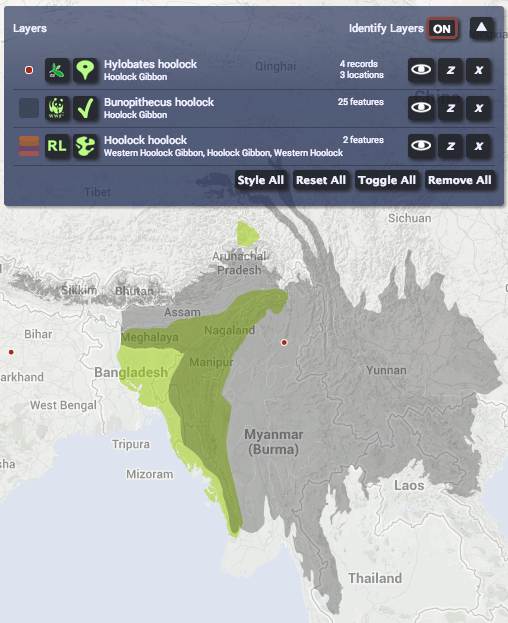 Layers
Identify Layers ON
Hylobates hoolock
Hoolock Gibbon
4 records
3 locations
z x
WWF
Bunopithecus hoolock
Hoolock Gibbon
25 features
z x
RL
Hoolock hoolock
Western Hoolock Gibbon, Hoolock Gibbon, Western Hoolock
2 features
z x
Style All Reset All Toggle All Remove All
Qinghai
China
Tibet
Sichuan
Arunachal
Pradesh
Sikkim
Bhutan
Assam
Bihar
Meghalaya
Nagaland
Manipur
Bangladesh
Yunnan
arkhand
West Bengal
Tripura
Myanmar
(Burma)
Mizoram
sha
Laos
Thailand